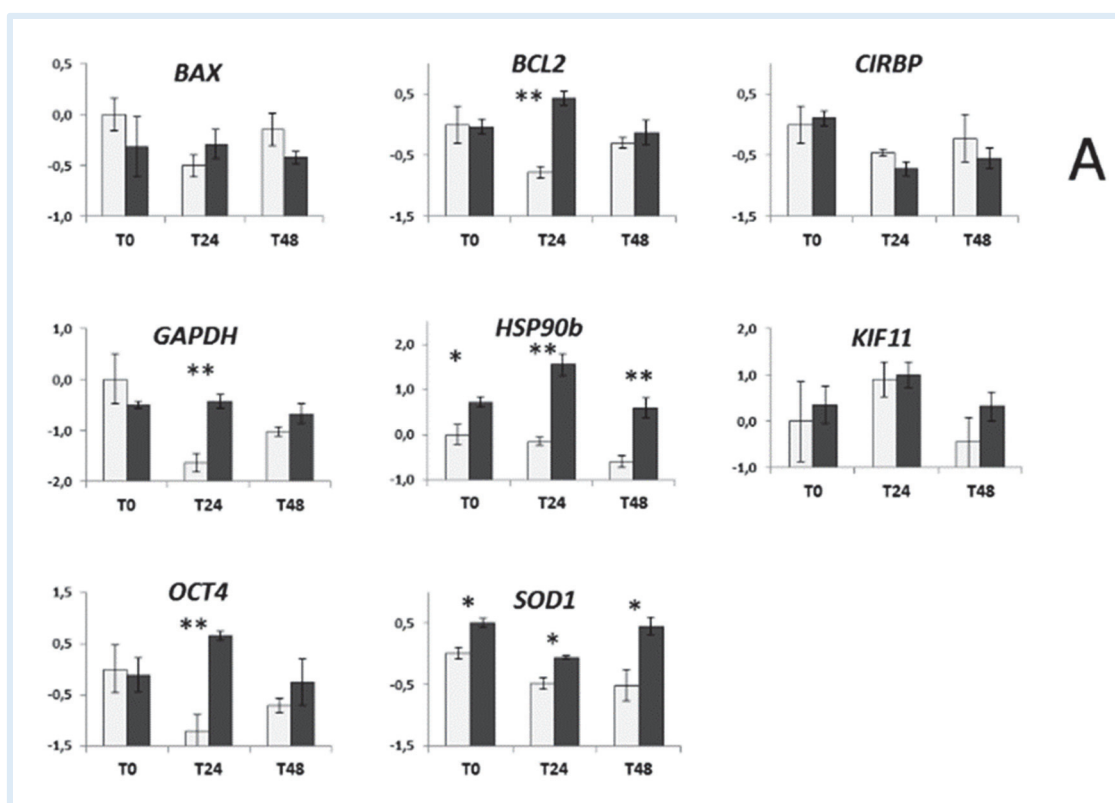 BAX
0,5
0,0
-0,5
-1,0
T0 T24 T48
BCL2
**
0,5
-0,5
-1,5
T0 T24 T48
CIRBP
0,5
-0,5
-1,5
T0 T24 T48
A
GAPDH
**
1,0
0,0
-1,0
-2,0
T0 T24 T48
HSP90b
* ** **
2,0
1,0
0,0
-1,0
T0 T24 T48
KIF11
2,0
1,0
0,0
-1,0
T0 T24 T48
OCT4
**
1,5
0,5
-0,5
-1,5
T0 T24 T48
SOD1
* * *
0,5
-0,5
-1,5
T0 T24 T48